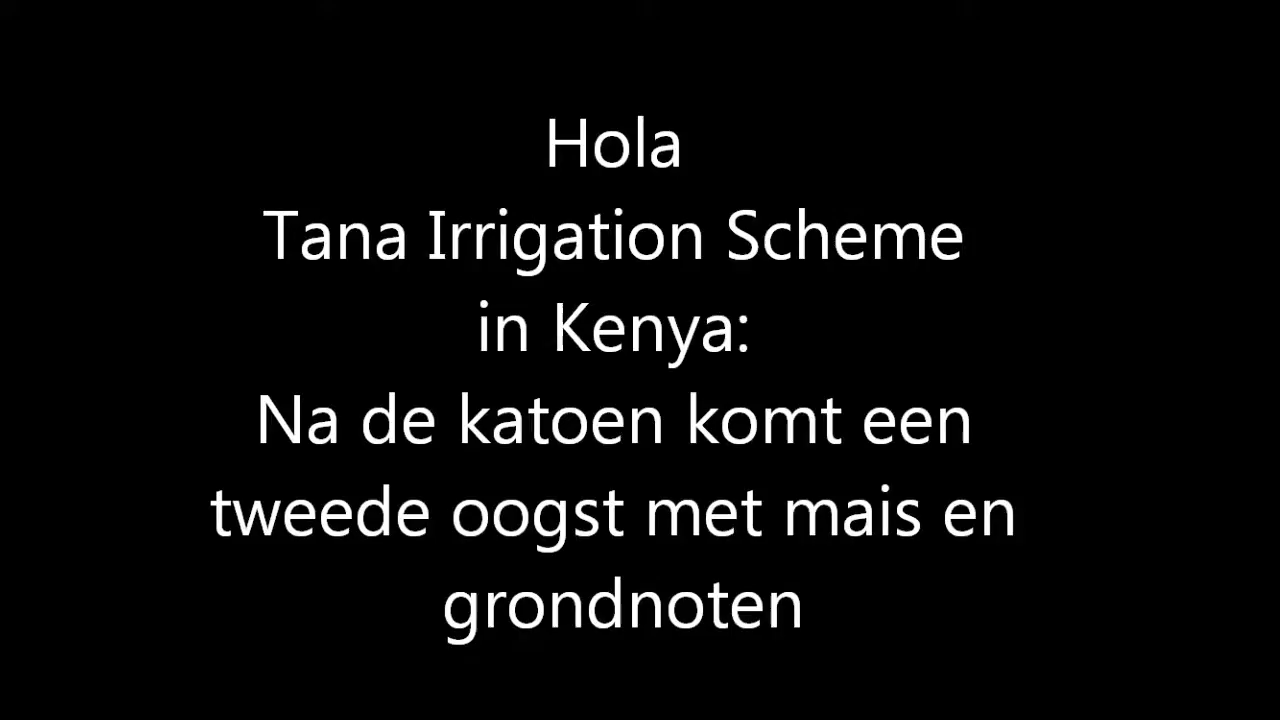 Hola
Tana Irrigation Scheme
in Kenya:
Na de katoen komt een
tweede oogst met mais en
grondnoten